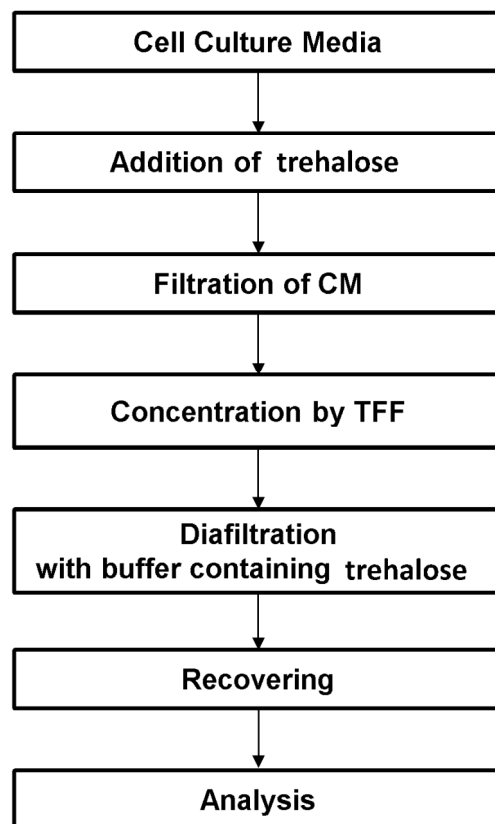 Cell Culture Media
Addition of trehalose
Filtration of CM
Concentration by TFF
Diafiltration
with buffer containing trehalose
Recovering
Analysis